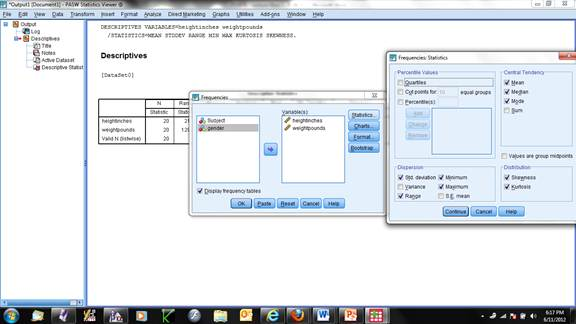 *Output1 [Document1] - PASW Statistics Viewer
File Edit View Data Transform Insert Format Analyze Direct Marketing Graphs Utilities Add-ons Window Help
Output
Log
Descriptives
Title
Notes
Active Dataset
Descriptive Statist
DESCRIPTIVES VARIABLES=heightinches weightpounds
/STATISTICS=MEAN STDDEV RANGE MIN MAX KURTOSIS SKEWNESS.
Descriptives
[DataSet0]
N Ran
Statistic Statist
heightinches 20 21
weightpounds 20 120
Valid N (listwise) 20
Frequencies
Subject
gender
Variable(s):
heightinches
weightpounds
Statistics...
Charts...
Format...
Bootstrap...
Display frequency tables
OK Paste Reset Cancel Help
Frequencies: Statistics
Percentile Values
Quartiles
Cut points for: 10 equal groups
Percentile(s):
Add
Change
Remove
Central Tendency
Mean
Median
Mode
Sum
Values are group midpoints
Dispersion
Std. deviation Minimum
Variance Maximum
Range S.E. mean
Distribution
Skewness
Kurtosis
Continue Cancel Help
6:17 PM
6/11/2012